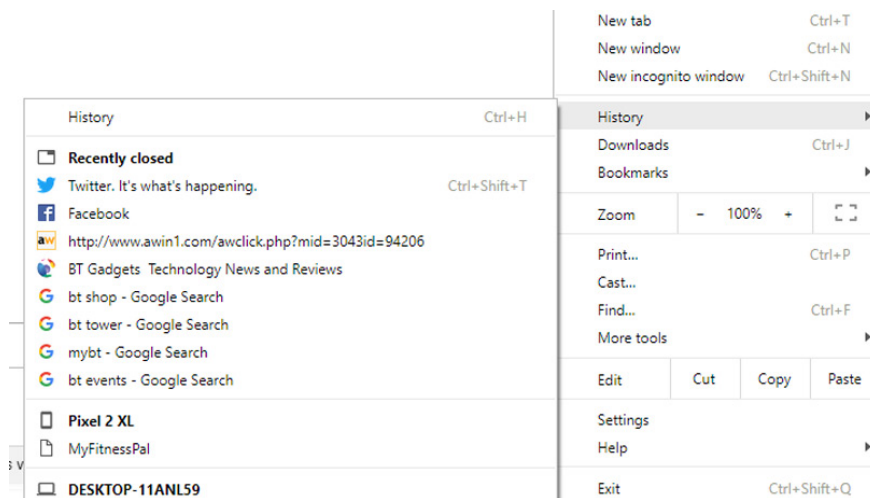 New tab Ctrl+T
New window Ctrl+N
New incognito window Ctrl+Shift+N
History
Downloads Ctrl+J
Bookmarks
Zoom - 100% +
Print... Ctrl+P
Cast...
Find... Ctrl+F
More tools
Edit Cut Copy Paste
Settings
Help
Exit Ctrl+Shift+Q
History Ctrl+H
Recently closed
Twitter. It's what's happening. Ctrl+Shift+T
Facebook
aw http://www.awin1.com/awclick.php?mid=3043id=94206
BT Gadgets Technology News and Reviews
bt shop - Google Search
bt tower - Google Search
mybt - Google Search
bt events - Google Search
Pixel 2 XL
MyFitnessPal
DESKTOP-11ANL59